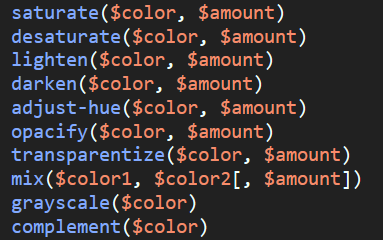 saturate($color, $amount)
desaturate($color, $amount)
lighten($color, $amount)
darken($color, $amount)
adjust-hue($color, $amount)
opacify($color, $amount)
transparentize($color, $amount)
mix($color1, $color2[, $amount])
grayscale($color)
complement($color)